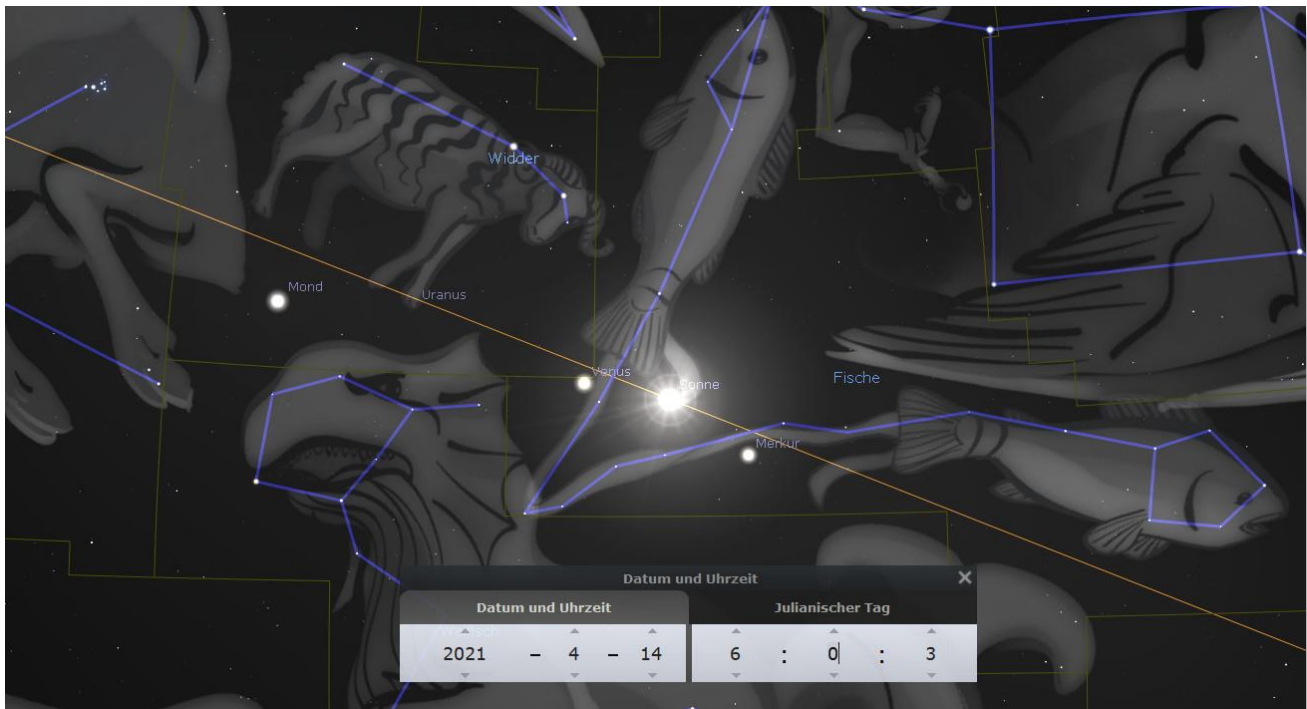 Widder
Mond
Uranus
Venus
Sonne
Fische
Merkur
Datum und Uhrzeit
Datum und Uhrzeit
Julianischer Tag
2021 – 4 – 14 6 : 0 : 3